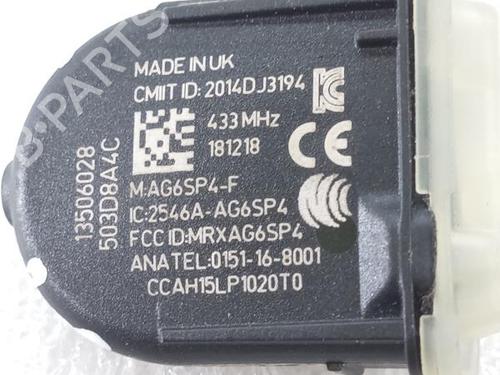 MADE IN UK
CMIIT ID: 2014DJ3194
433 MHz
181218
CE
13506028
503D8A4C
M:AG6SP4-F
IC:2546A-AG6SP4
FCC ID:MRXAG6SP4
ANATEL:0151-16-8001
CCAH15LP1020T0
B-PARTS